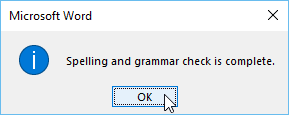 Microsoft Word
Spelling and grammar check is complete.
OK